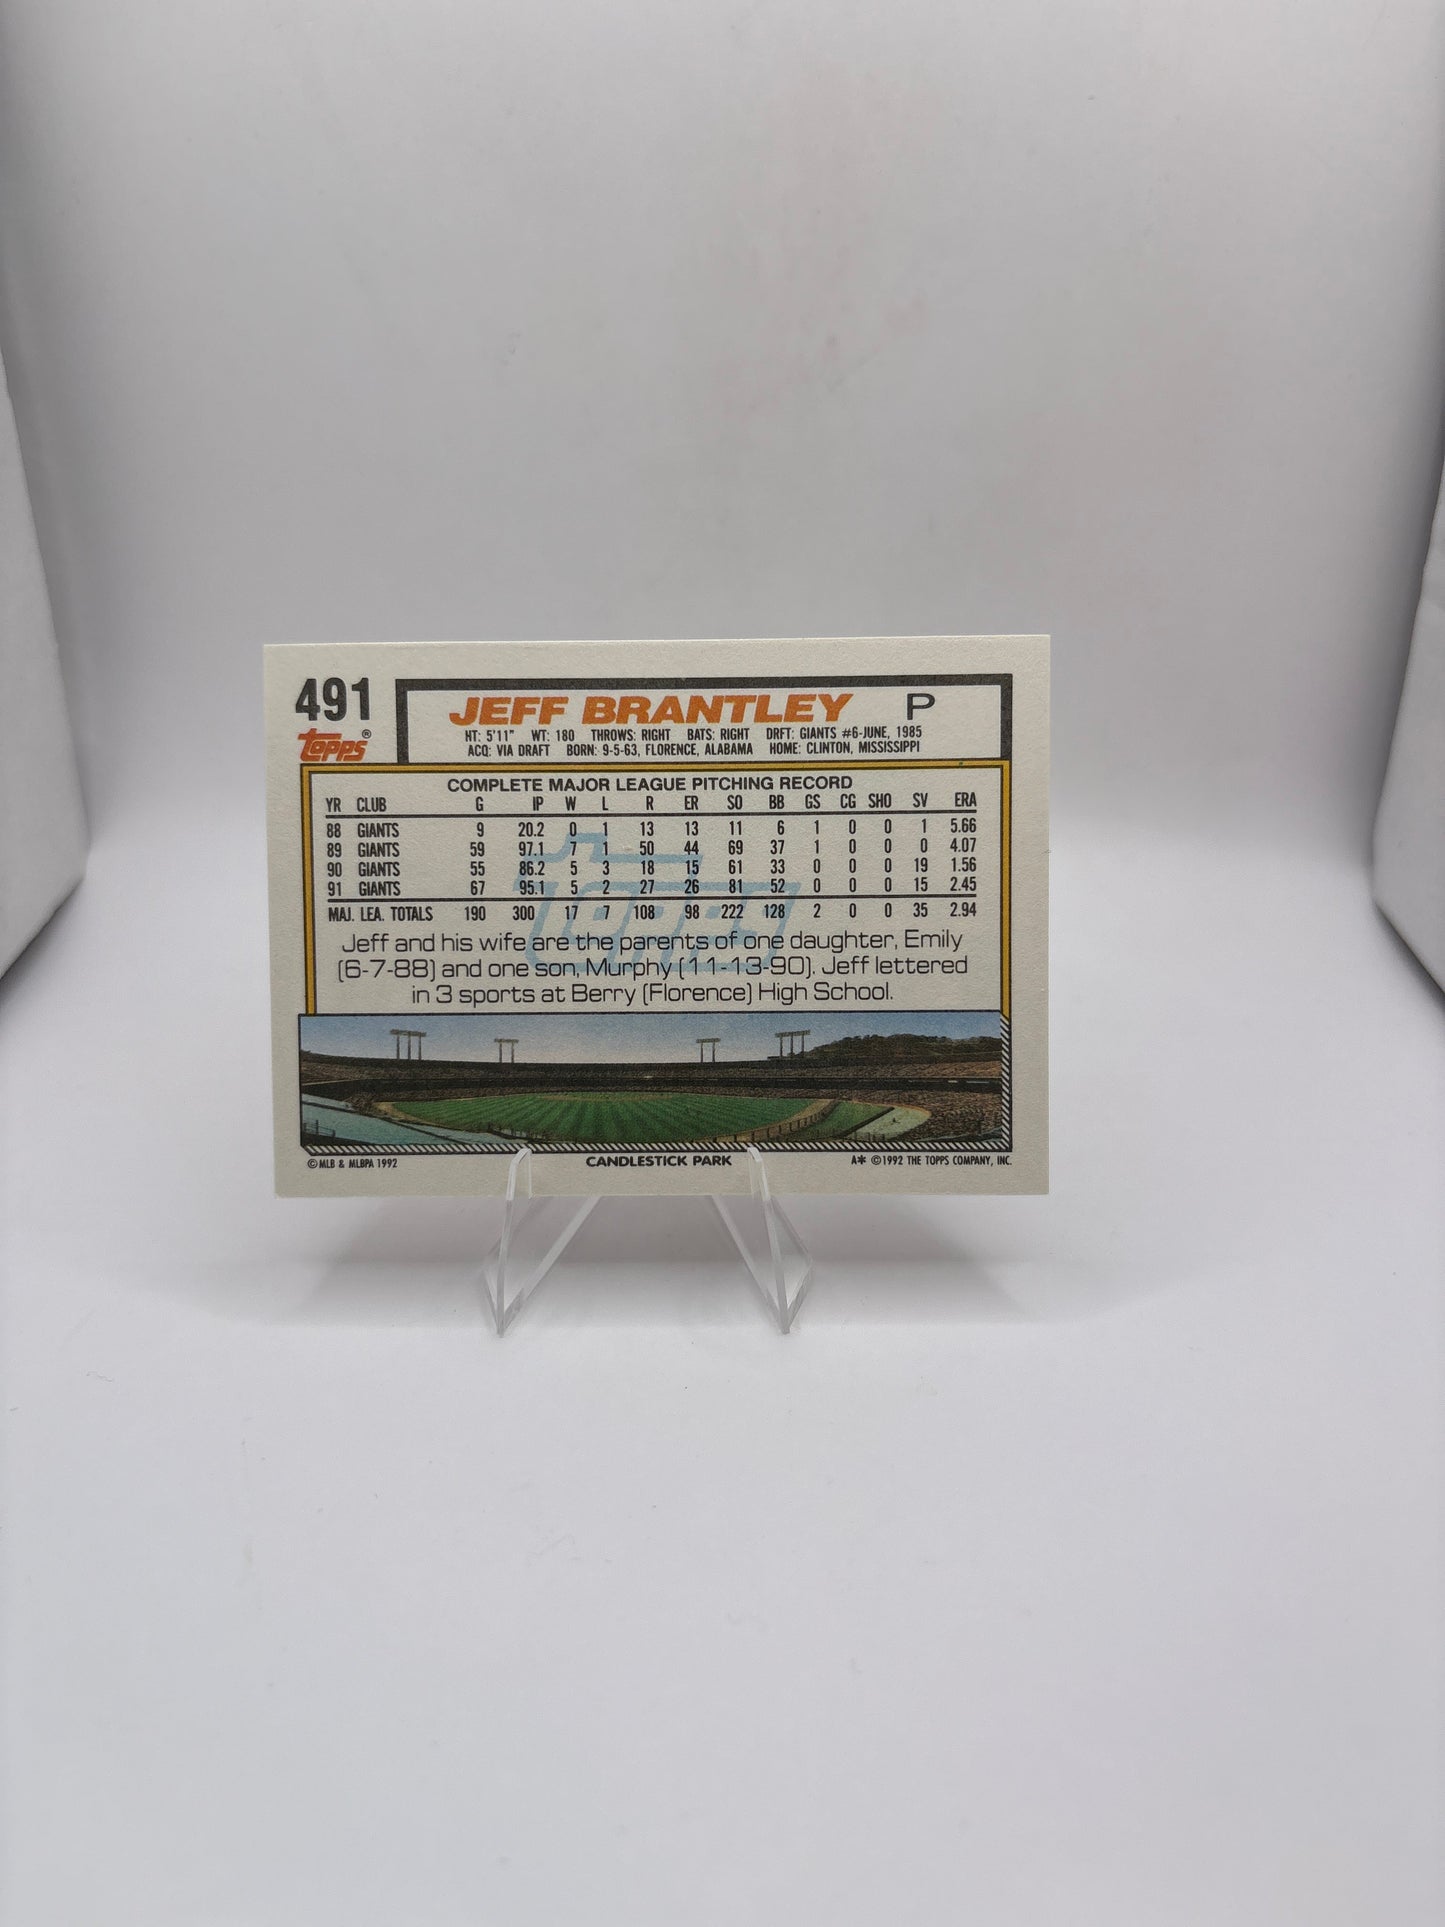 491
topps®
JEFF BRANTLEY P
HT: 5'11" WT: 180 THROWS: RIGHT BATS: RIGHT DRFT: GIANTS #6-JUNE, 1985
ACQ: VIA DRAFT BORN: 9-5-63, FLORENCE, ALABAMA HOME: CLINTON, MISSISSIPPI
COMPLETE MAJOR LEAGUE PITCHING RECORD
YR CLUB G IP W L R ER SO BB GS CG SHO SV ERA
88 GIANTS 9 20.2 0 1 13 13 11 6 1 0 0 1 5.66
89 GIANTS 59 97.1 7 1 50 44 69 37 1 0 0 0 4.07
90 GIANTS 55 86.2 5 3 18 15 61 33 0 0 0 19 1.56
91 GIANTS 67 95.1 5 2 27 26 81 52 0 0 0 15 2.45
MAJ. LEA. TOTALS 190 300 17 7 108 98 222 128 2 0 0 35 2.94
topps
Jeff and his wife are the parents of one daughter, Emily
(6-7-88) and one son, Murphy (11-13-90). Jeff lettered
in 3 sports at Berry (Florence) High School.
© MLB & MLBPA 1992 CANDLESTICK PARK A* © 1992 THE TOPPS COMPANY, INC.